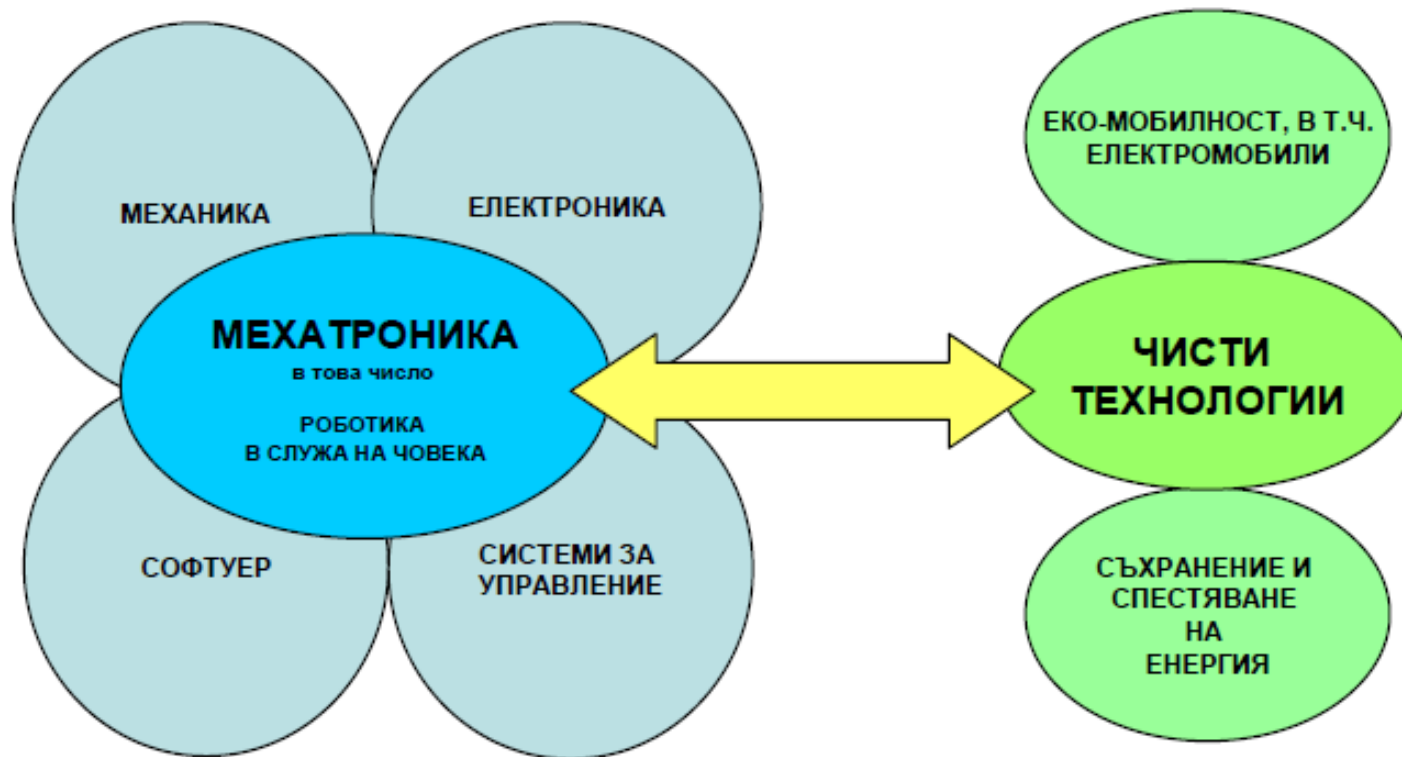 МЕХАНИКА
ЕЛЕКТРОНИКА
МЕХАТРОНИКА
в това число
РОБОТИКА
В СЛУЖА НА ЧОВЕКА
СОФТУЕР
СИСТЕМИ ЗА
УПРАВЛЕНИЕ
ЕКО-МОБИЛНОСТ, В Т.Ч.
ЕЛЕКТРОМОБИЛИ
ЧИСТИ
ТЕХНОЛОГИИ
СЪХРАНЕНИЕ И
СПЕСТЯВАНЕ
НА
ЕНЕРГИЯ